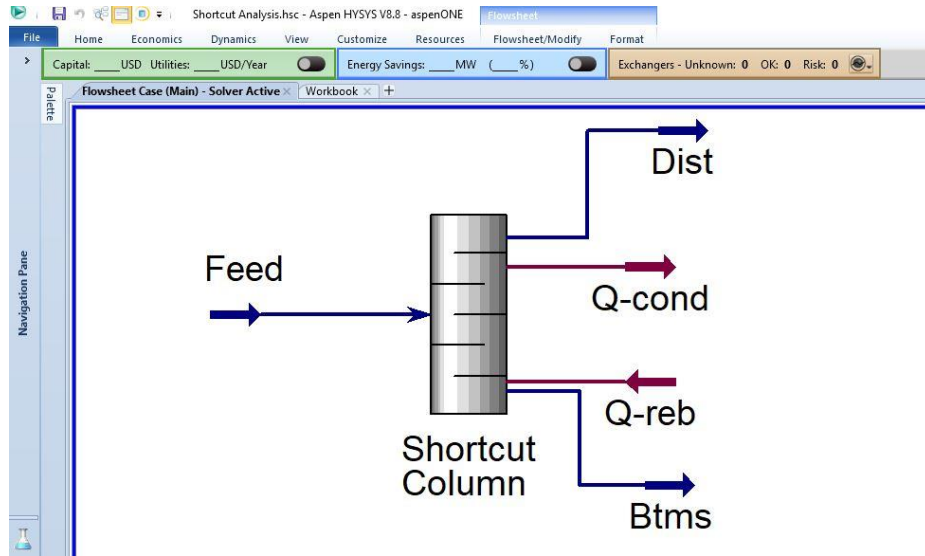 Shortcut Analysis.hsc - Aspen HYSYS V8.8 - aspenONE
Flowsheet
File Home Economics Dynamics View Customize Resources Flowsheet/Modify Format
Capital: ____USD Utilities: ____USD/Year
Energy Savings: ____MW (____%)
Exchangers - Unknown: 0 OK: 0 Risk: 0
Palette
Flowsheet Case (Main) - Solver Active
Workbook
Navigation Pane
Dist
Feed
Q-cond
Q-reb
Shortcut
Column
Btms